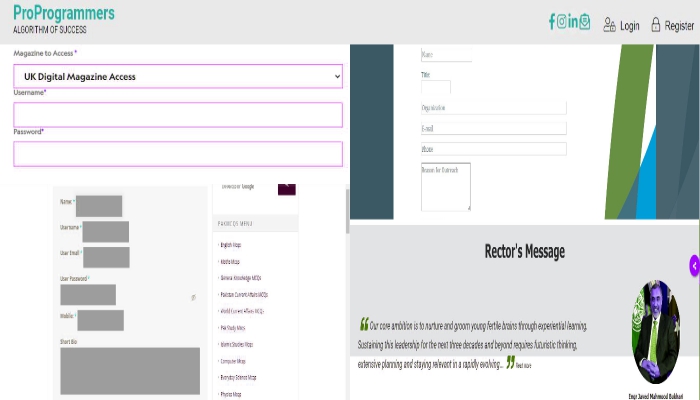 ProProgrammers
ALGORITHM OF SUCCESS
in
Login
Register
Magazine to Access*
UK Digital Magazine Access
Username*
Password*
Name
Title:
Organization
E-mail
Phone
Reason for Outreach
Name: *
Username *
User Email *
User Password *
Mobile: *
Short Bio
Developer Google
PAKMCQS MENU
English Mcqs
Maths Mcqs
General Knowledge MCQs
Pakistan Current Affairs MCQs
World Current Affairs MCQs
Pak Study Mcqs
Islamic Studies Mcqs
Computer Mcqs
Everyday Science Mcqs
Physics Mcqs
Rector's Message
Our core ambition is to nurture and groom young fertile brains through experiential learning.
Sustaining this leadership for the next three decades and beyond requires futuristic thinking,
extensive planning and staying relevant in a rapidly evolving... Read more
Engr Javed Mahmood Bukhari